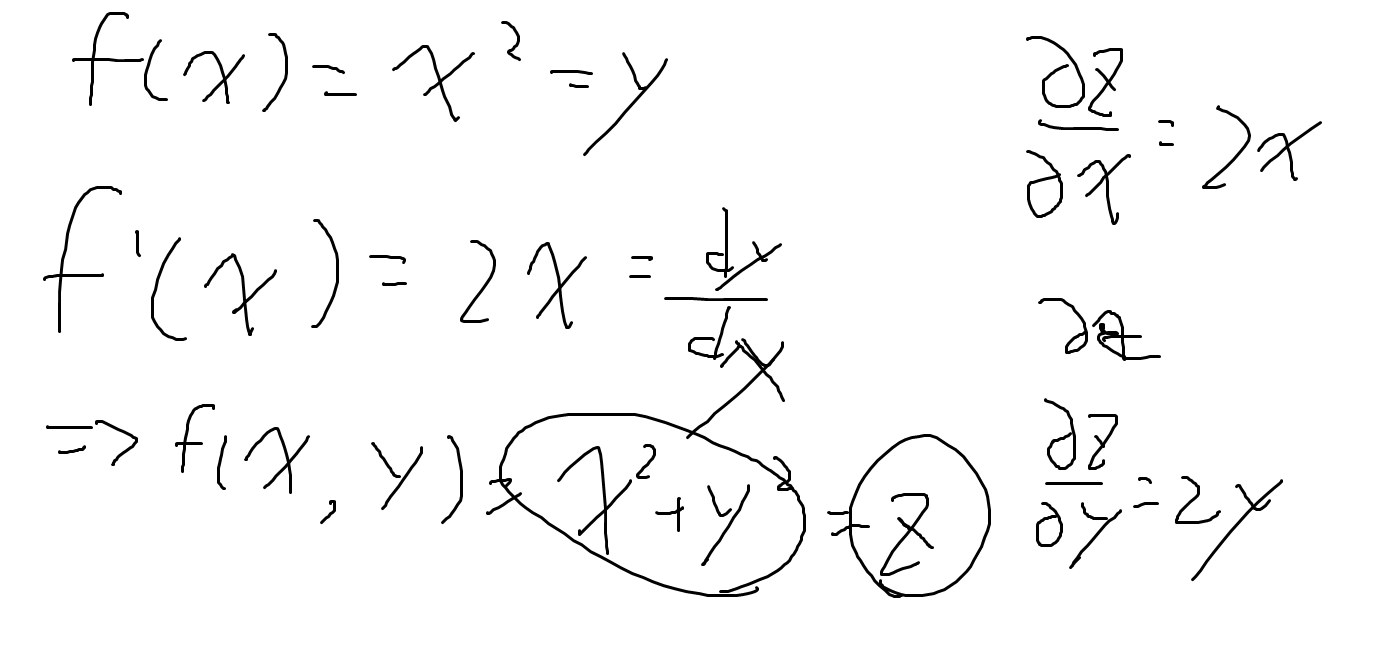 f(x) = x² = y
f'(x) = 2x = dy/dx
=> f(x, y) = x² + y² = z
∂z/∂x = 2x
∂z
∂z/∂y = 2y